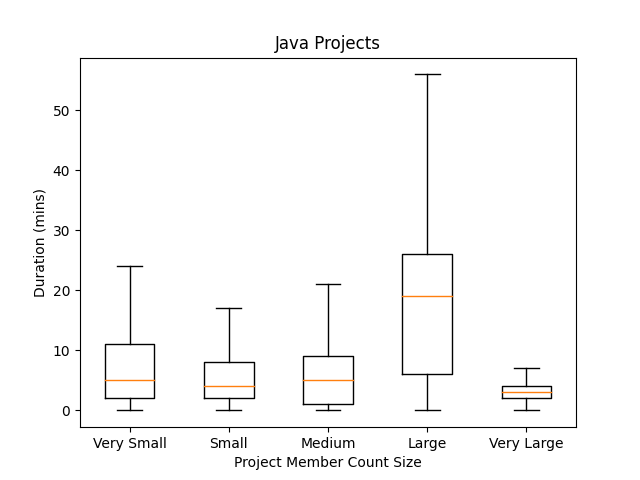 Java Projects
Duration (mins)
50
40
30
20
10
0
Very Small Small Medium Large Very Large
Project Member Count Size